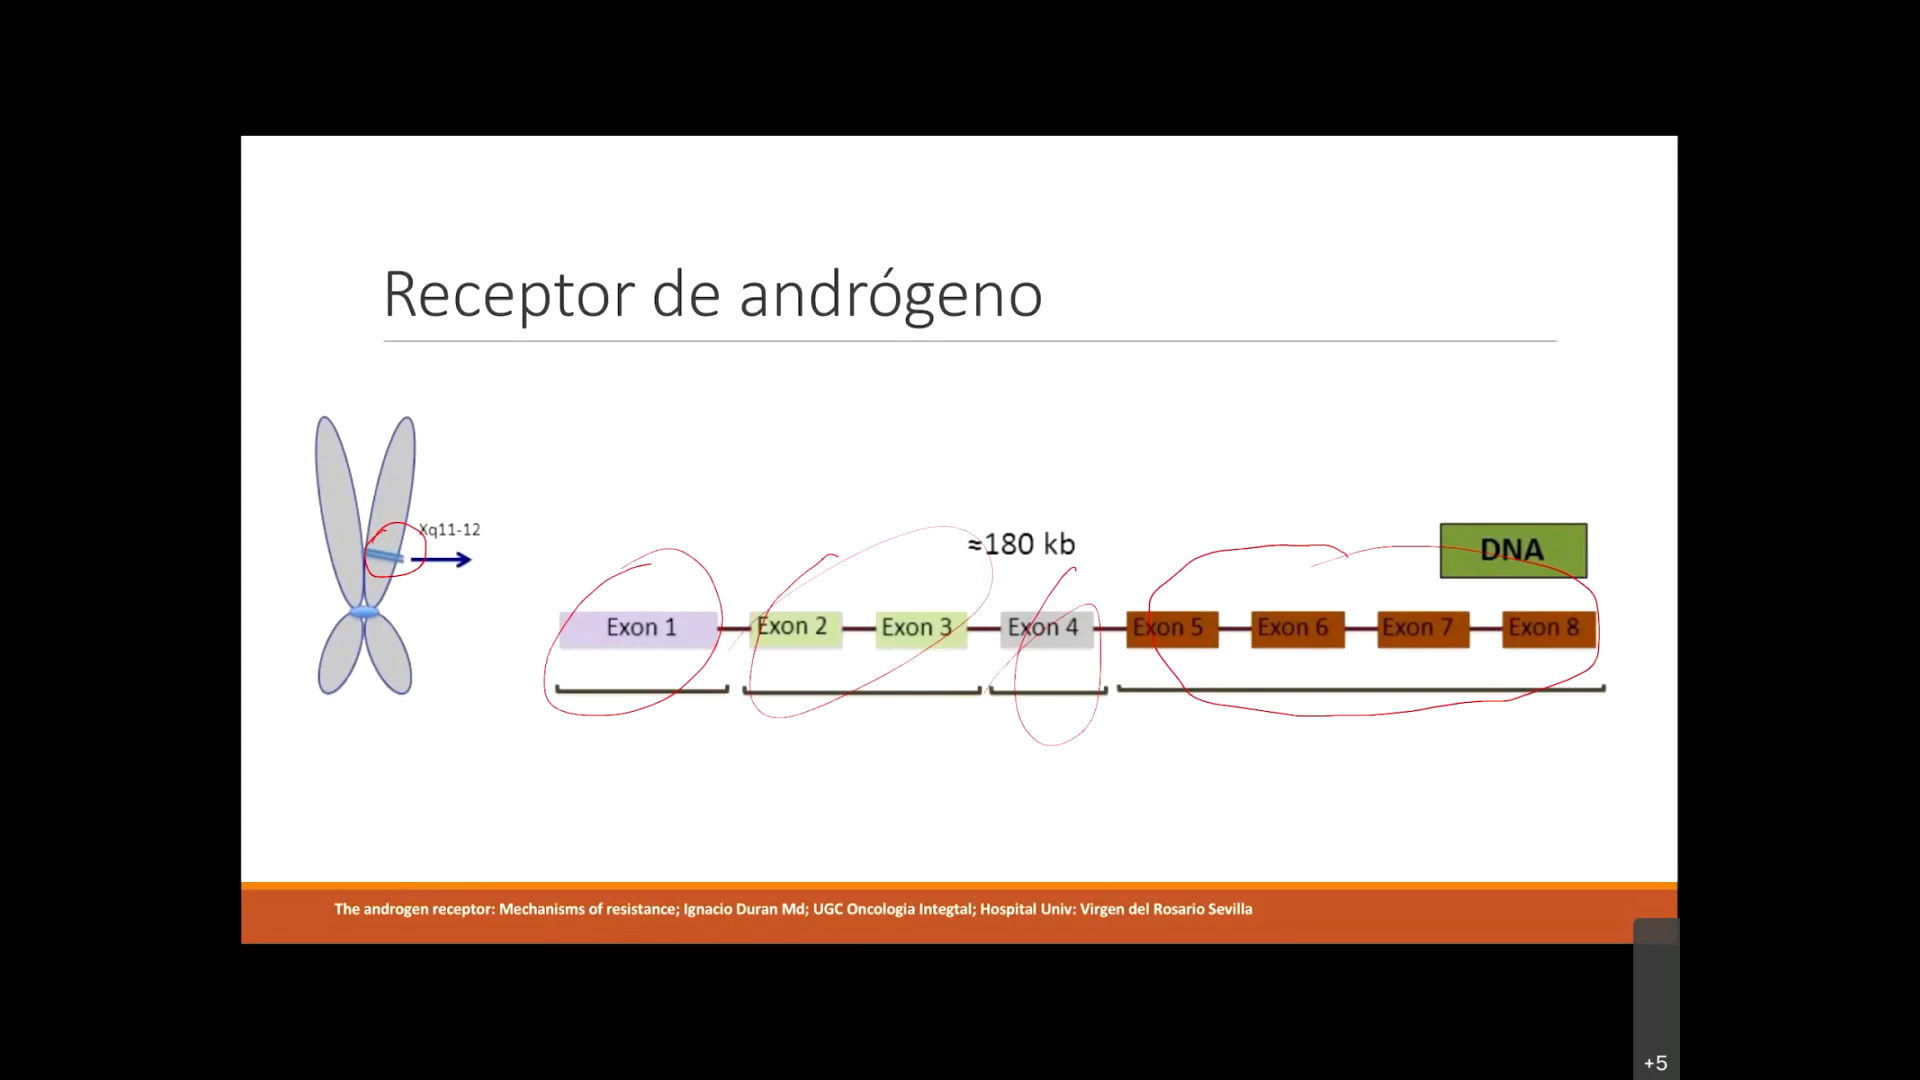 Receptor de andrógeno
Xq11-12
≈180 kb
DNA
Exon 1
Exon 2
Exon 3
Exon 4
Exon 5
Exon 6
Exon 7
Exon 8
The androgen receptor: Mechanisms of resistance; Ignacio Duran Md; UGC Oncologia Integtal; Hospital Univ: Virgen del Rosario Sevilla
+5